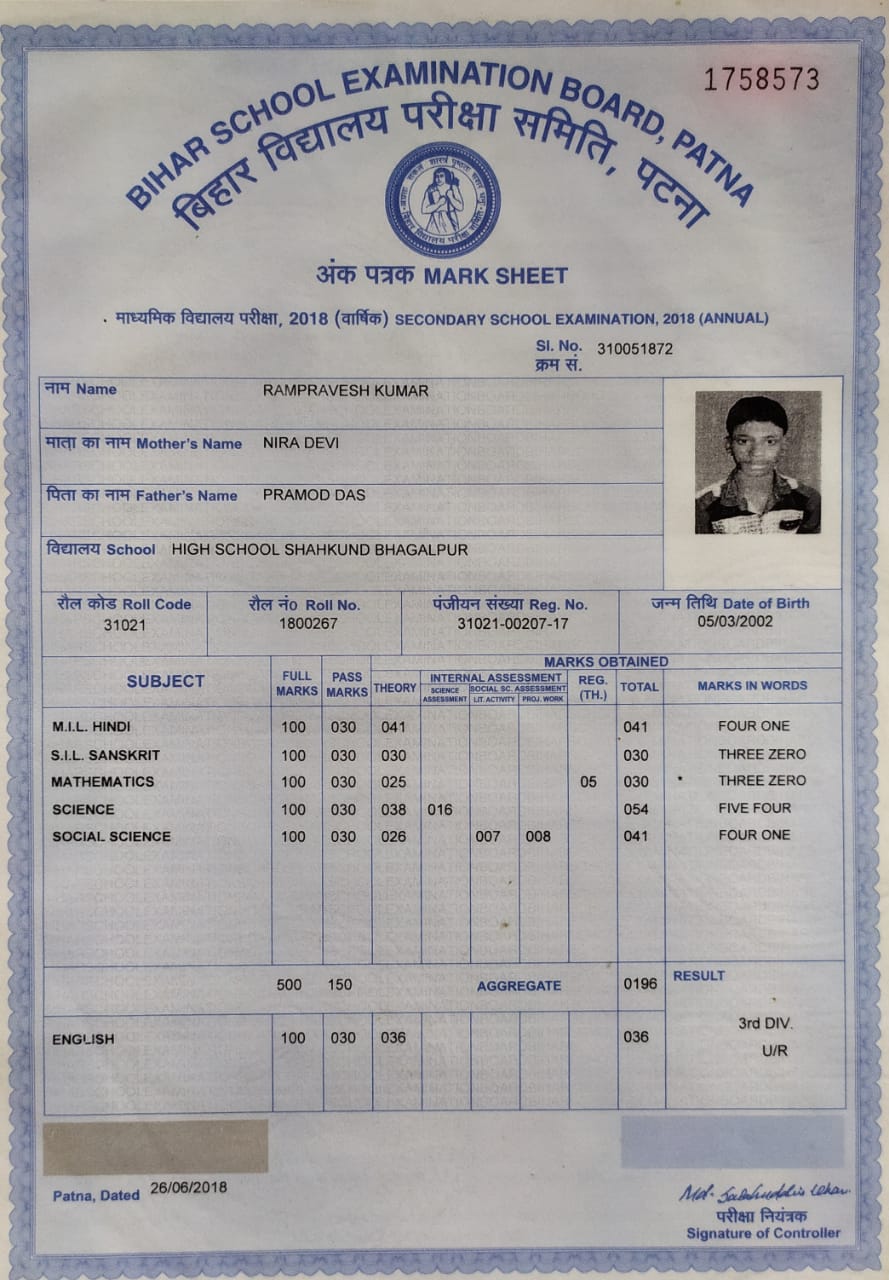 1758573
BIHAR SCHOOL EXAMINATION BOARD, PATNA
बिहार विद्यालय परीक्षा समिति, पटना
अंक पत्रक MARK SHEET
माध्यमिक विद्यालय परीक्षा, 2018 (वार्षिक) SECONDARY SCHOOL EXAMINATION, 2018 (ANNUAL)
Sl. No. 310051872
क्रम सं.
नाम Name RAMPRAVESH KUMAR
माता का नाम Mother's Name NIRA DEVI
पिता का नाम Father's Name PRAMOD DAS
विद्यालय School HIGH SCHOOL SHAHKUND BHAGALPUR
रौल कोड Roll Code रौल नं० Roll No. पंजीयन संख्या Reg. No. जन्म तिथि Date of Birth
31021 1800267 31021-00207-17 05/03/2002
MARKS OBTAINED
SUBJECT FULL MARKS PASS MARKS THEORY INTERNAL ASSESSMENT REG. (TH.) TOTAL MARKS IN WORDS
SCIENCE ASSESSMENT SOCIAL SC. ASSESSMENT
LIT. ACTIVITY PROJ. WORK
M.I.L. HINDI 100 030 041 041 FOUR ONE
S.I.L. SANSKRIT 100 030 030 030 THREE ZERO
MATHEMATICS 100 030 025 05 030 * THREE ZERO
SCIENCE 100 030 038 016 054 FIVE FOUR
SOCIAL SCIENCE 100 030 026 007 008 041 FOUR ONE
500 150 AGGREGATE 0196 RESULT
3rd DIV.
ENGLISH 100 030 036 036
U/R
Patna, Dated 26/06/2018
परीक्षा नियंत्रक
Signature of Controller